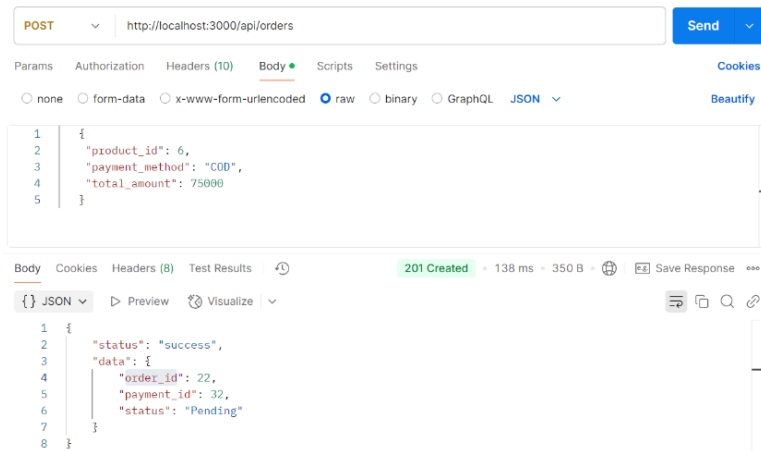 POST http://localhost:3000/api/orders Send
Params Authorization Headers (10) Body Scripts Settings Cookies
none form-data x-www-form-urlencoded raw binary GraphQL JSON Beautify
1 {
2 "product_id": 6,
3 "payment_method": "COD",
4 "total_amount": 75000
5 }
Body Cookies Headers (8) Test Results 201 Created 138 ms 350 B Save Response
{} JSON Preview Visualize
1 {
2 "status": "success",
3 "data": {
4 "order_id": 22,
5 "payment_id": 32,
6 "status": "Pending"
7 }
8 }